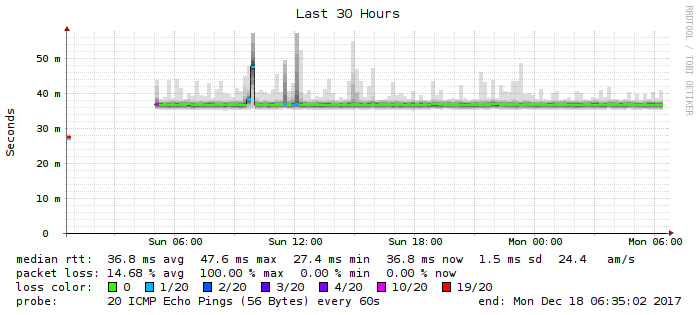 Last 30 Hours
RRDTOOL / TOBI OETIKER
Seconds
50 m
40 m
30 m
20 m
10 m
0
Sun 06:00 Sun 12:00 Sun 18:00 Mon 00:00 Mon 06:00
median rtt: 36.8 ms avg 47.6 ms max 27.4 ms min 36.8 ms now 1.5 ms sd 24.4 am/s
packet loss: 14.68 % avg 100.00 % max 0.00 % min 0.00 % now
loss color: 0 1/20 2/20 3/20 4/20 10/20 19/20
probe: 20 ICMP Echo Pings (56 Bytes) every 60s end: Mon Dec 18 06:35:02 2017